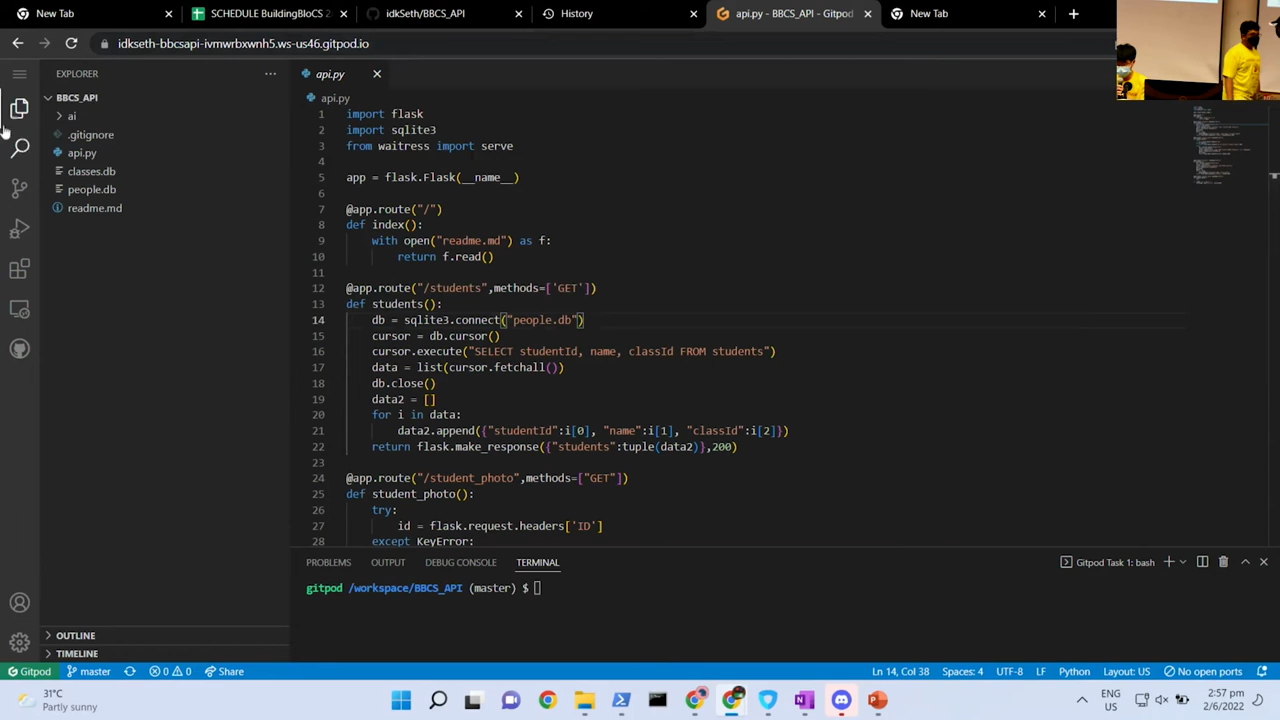 New Tab
SCHEDULE BuildingBloCS 2
idkSeth/BBCS_API
History
api.py - BBCS_API - Gitpod
New Tab
idkseth-bbcsapi-ivmwrbxwnh5.ws-us46.gitpod.io
EXPLORER
BBCS_API
ai
.gitignore
api.py
classes.db
people.db
readme.md
OUTLINE
TIMELINE
api.py
api.py
1 import flask
2 import sqlite3
3 from waitress import serve
4
5 app = flask.Flask(__name__)
6
7 @app.route("/")
8 def index():
9 with open("readme.md") as f:
10 return f.read()
11
12 @app.route("/students",methods=['GET'])
13 def students():
14 db = sqlite3.connect("people.db")
15 cursor = db.cursor()
16 cursor.execute("SELECT studentId, name, classId FROM students")
17 data = list(cursor.fetchall())
18 db.close()
19 data2 = []
20 for i in data:
21 data2.append({"studentId":i[0], "name":i[1], "classId":i[2]})
22 return flask.make_response({"students":tuple(data2)},200)
23
24 @app.route("/student_photo",methods=["GET"])
25 def student_photo():
26 try:
27 id = flask.request.headers['ID']
28 except KeyError:
PROBLEMS OUTPUT DEBUG CONSOLE TERMINAL
Gitpod Task 1: bash
gitpod /workspace/BBCS_API (master) $
Gitpod master 0 0 Share
Ln 14, Col 38 Spaces: 4 UTF-8 LF Python Layout: US No open ports
31°C
Partly sunny
ENG
US
2:57 pm
2/6/2022